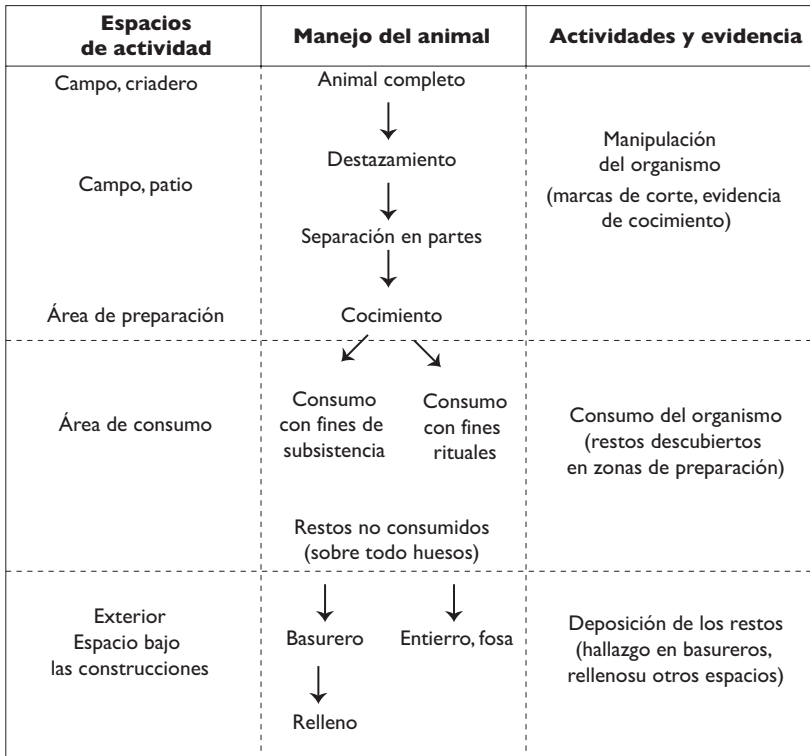 Espacios
de actividad
Manejo del animal
Actividades y evidencia
Campo, criadero
Animal completo
Destazamiento
Campo, patio
Separación en partes
Manipulación
del organismo
(marcas de corte, evidencia
de cocimiento)
Área de preparación
Cocimiento
Área de consumo
Consumo
con fines de
subsistencia
Consumo
con fines
rituales
Restos no consumidos
(sobre todo huesos)
Consumo del organismo
(restos descubiertos
en zonas de preparación)
Exterior
Espacio bajo
las construcciones
Basurero
Entierro, fosa
Relleno
Deposición de los restos
(hallazgo en basureros,
rellenosu otros espacios)